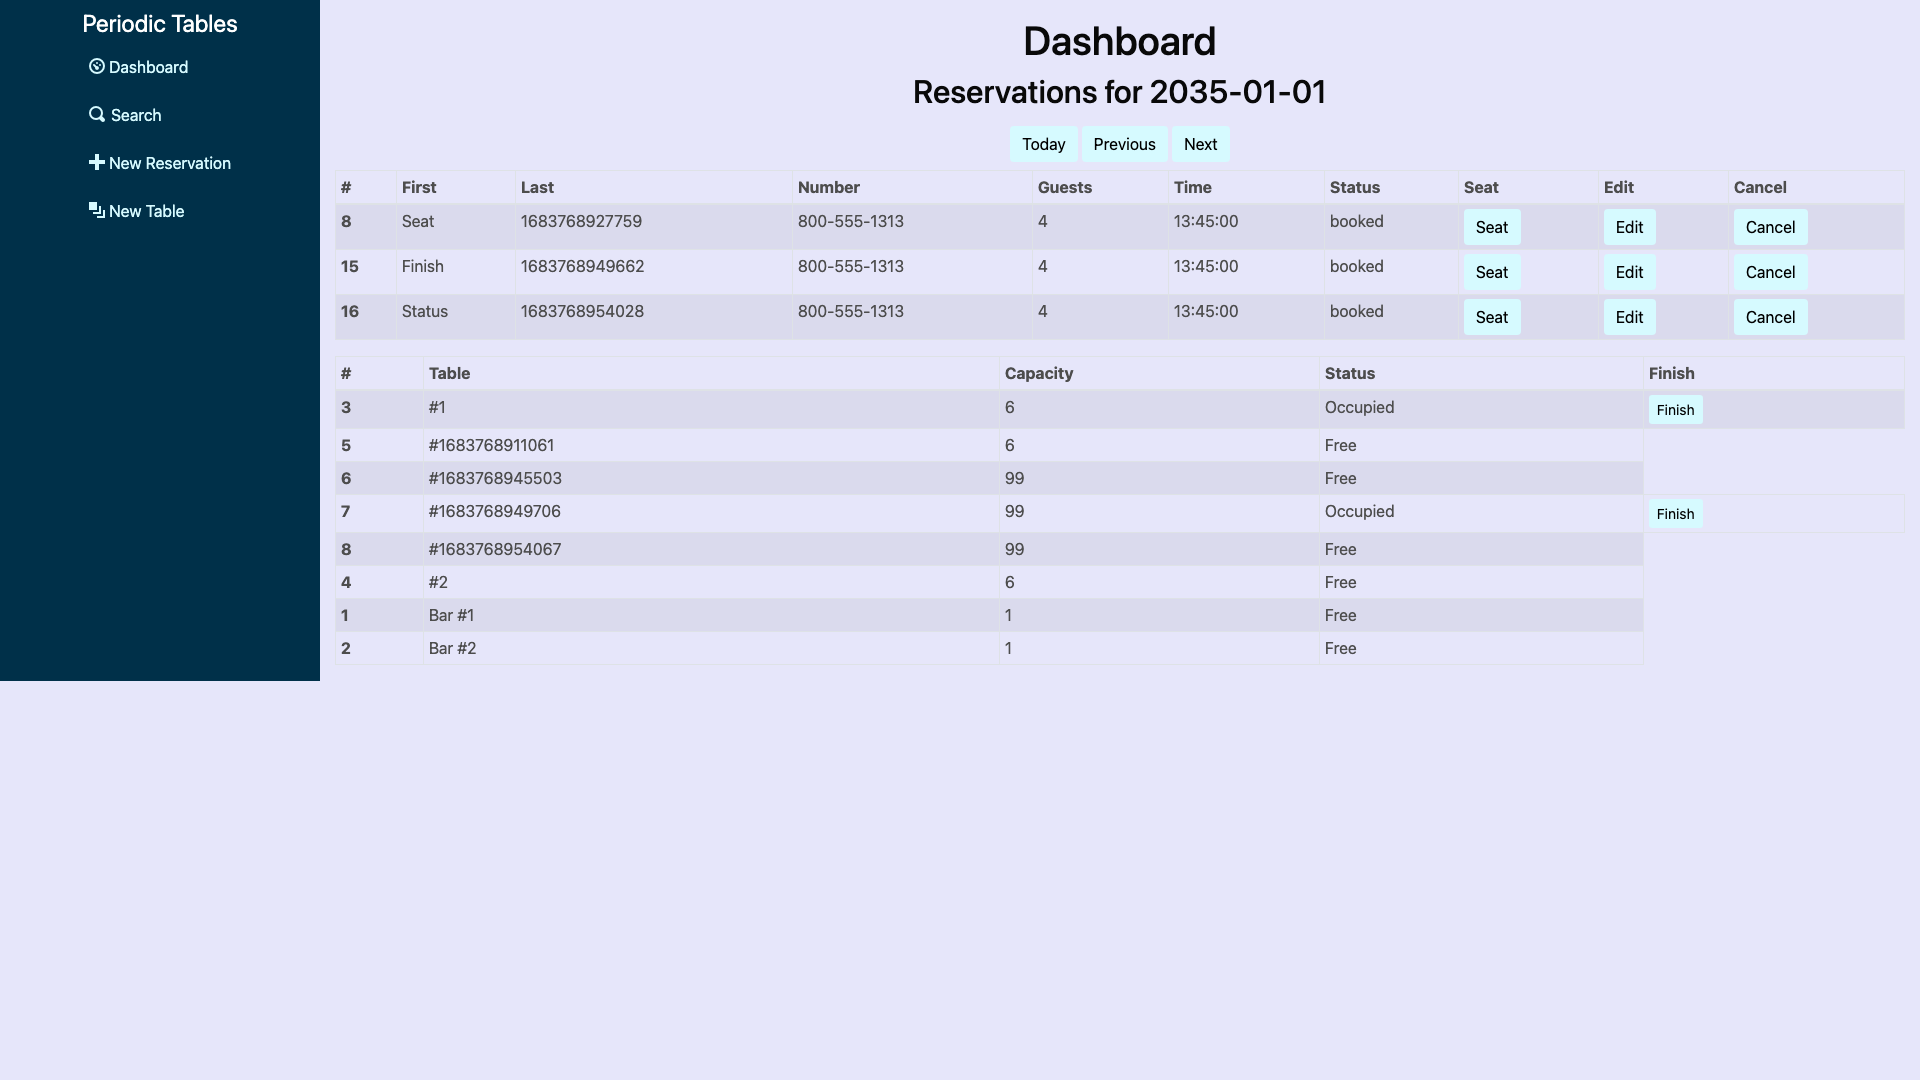 Periodic Tables
Dashboard
Search
New Reservation
New Table
Dashboard
Reservations for 2035-01-01
Today Previous Next
# First Last Number Guests Time Status Seat Edit Cancel
8 Seat 1683768927759 800-555-1313 4 13:45:00 booked Seat Edit Cancel
15 Finish 1683768949662 800-555-1313 4 13:45:00 booked Seat Edit Cancel
16 Status 1683768954028 800-555-1313 4 13:45:00 booked Seat Edit Cancel
# Table Capacity Status Finish
3 #1 6 Occupied Finish
5 #1683768911061 6 Free
6 #1683768945503 99 Free
7 #1683768949706 99 Occupied Finish
8 #1683768954067 99 Free
4 #2 6 Free
1 Bar #1 1 Free
2 Bar #2 1 Free